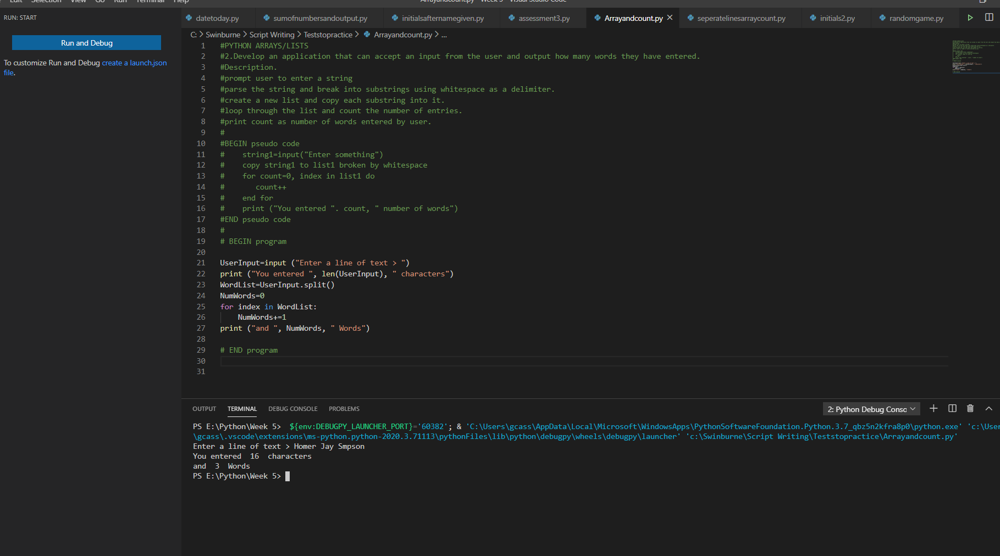 Edit Selection View Go Run Terminal Help Arrayandcount.py - Week 5 - Visual Studio Code
RUN: START
Run and Debug
To customize Run and Debug create a launch.json
file.
datetoday.py sumofnumbersandoutput.py initialsafternamegiven.py assessment3.py Arrayandcount.py seperatelinesarraycount.py initials2.py randomgame.py
C: > Swinburne > Script Writing > Teststopractice > Arrayandcount.py > ...
1 #PYTHON ARRAYS/LISTS
2 #2.Develop an application that can accept an input from the user and output how many words they have entered.
3 #Description.
4 #prompt user to enter a string
5 #parse the string and break into substrings using whitespace as a delimiter.
6 #create a new list and copy each substring into it.
7 #loop through the list and count the number of entries.
8 #print count as number of words entered by user.
9 #
10 #BEGIN pseudo code
11 #    string1=input("Enter something")
12 #    copy string1 to list1 broken by whitespace
13 #    for count=0, index in list1 do
14 #       count++
15 #    end for
16 #    print ("You entered ". count, " number of words")
17 #END pseudo code
18 #
19 # BEGIN program
20
21 UserInput=input ("Enter a line of text > ")
22 print ("You entered ", len(UserInput), " characters")
23 WordList=UserInput.split()
24 NumWords=0
25 for index in WordList:
26     NumWords+=1
27 print ("and ", NumWords, " Words")
28
29 # END program
30
31
OUTPUT TERMINAL DEBUG CONSOLE PROBLEMS 2: Python Debug Consc
PS E:\Python\Week 5>  ${env:DEBUGPY_LAUNCHER_PORT}='60382'; & 'C:\Users\gcass\AppData\Local\Microsoft\WindowsApps\PythonSoftwareFoundation.Python.3.7_qbz5n2kfra8p0\python.exe' 'c:\User
\gcass\.vscode\extensions\ms-python.python-2020.3.71113\pythonFiles\lib\python\debugpy\wheels\debugpy\launcher' 'c:\Swinburne\Script Writing\Teststopractice\Arrayandcount.py'
Enter a line of text > Homer Jay Smpson
You entered  16  characters
and  3  Words
PS E:\Python\Week 5>